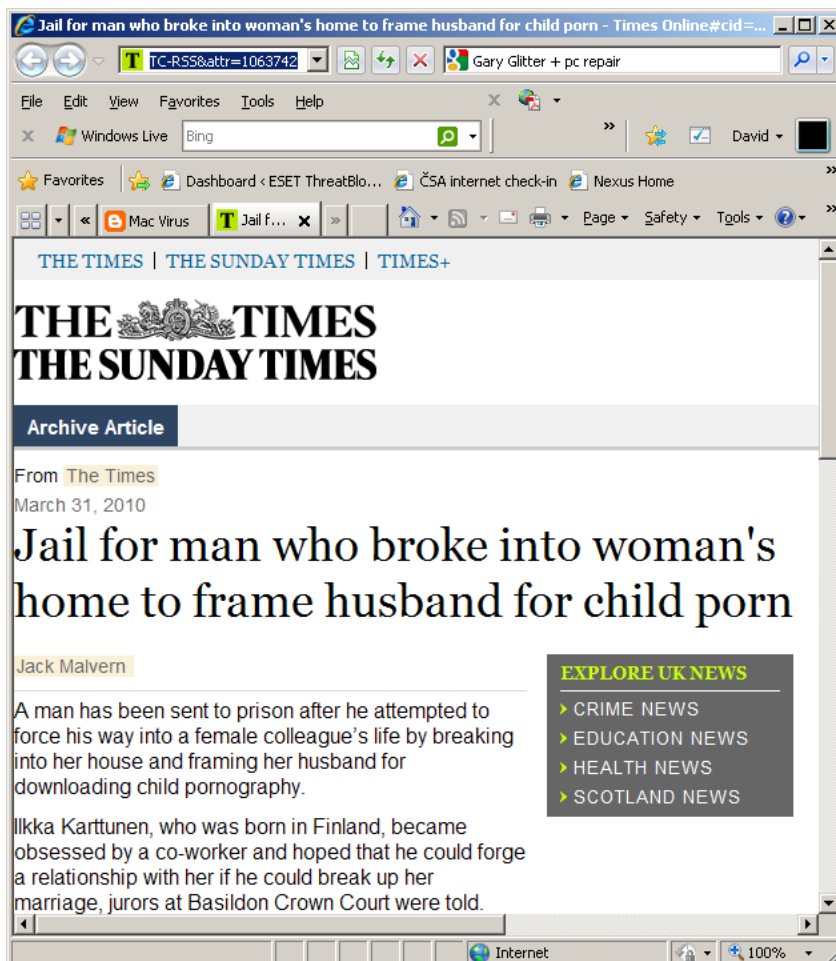 Jail for man who broke into woman's home to frame husband for child porn - Times Online#cid=...
T TC-RSS&attr=1063742
Gary Glitter + pc repair
File Edit View Favorites Tools Help
Windows Live Bing » David
Favorites Dashboard ‹ ESET ThreatBlo... ČSA internet check-in Nexus Home »
« Mac Virus T Jail f... » Page Safety Tools »
THE TIMES | THE SUNDAY TIMES | TIMES+
THE TIMES
THE SUNDAY TIMES
Archive Article
From The Times
March 31, 2010
Jail for man who broke into woman's
home to frame husband for child porn
Jack Malvern
A man has been sent to prison after he attempted to
force his way into a female colleague's life by breaking
into her house and framing her husband for
downloading child pornography.
Ilkka Karttunen, who was born in Finland, became
obsessed by a co-worker and hoped that he could forge
a relationship with her if he could break up her
marriage, jurors at Basildon Crown Court were told.
EXPLORE UK NEWS
› CRIME NEWS
› EDUCATION NEWS
› HEALTH NEWS
› SCOTLAND NEWS
Internet 100%